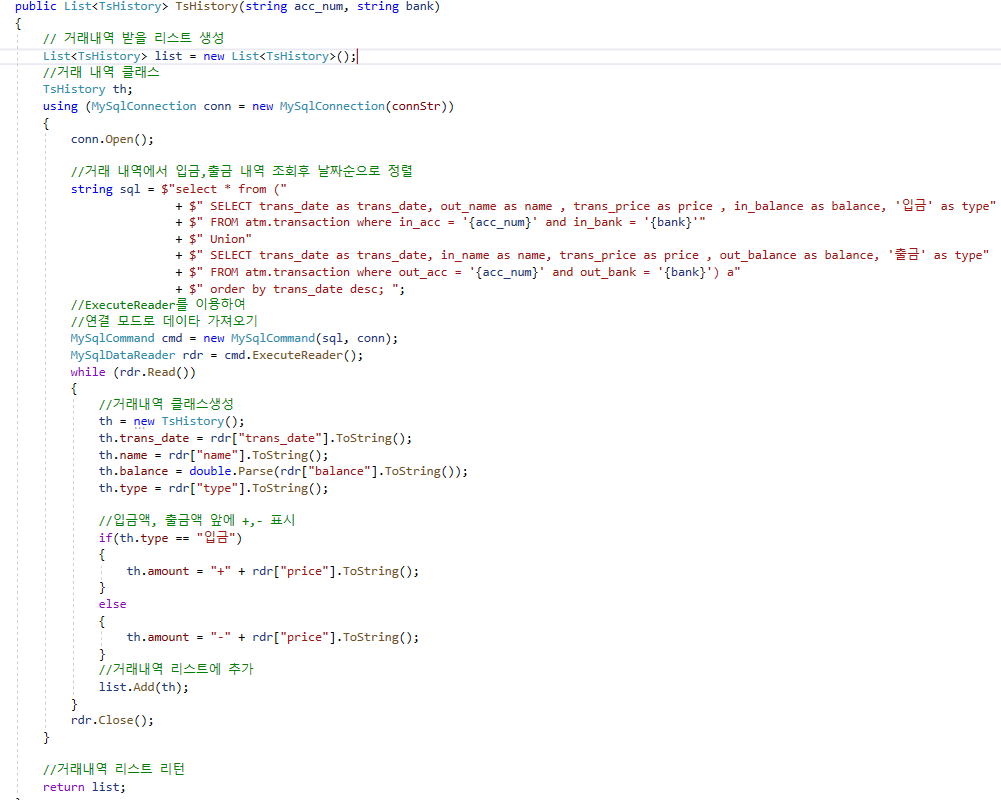 public List<TsHistory> TsHistory(string acc_num, string bank)
{
// 거래내역 받을 리스트 생성
List<TsHistory> list = new List<TsHistory>();
//거래 내역 클래스
TsHistory th;
using (MySqlConnection conn = new MySqlConnection(connStr))
{
conn.Open();
//거래 내역에서 입금,출금 내역 조회후 날짜순으로 정렬
string sql = $"select * from ("
+ $" SELECT trans_date as trans_date, out_name as name , trans_price as price , in_balance as balance, '입금' as type"
+ $" FROM atm.transaction where in_acc = '{acc_num}' and in_bank = '{bank}'"
+ $" Union"
+ $" SELECT trans_date as trans_date, in_name as name, trans_price as price , out_balance as balance, '출금' as type"
+ $" FROM atm.transaction where out_acc = '{acc_num}' and out_bank = '{bank}') a"
+ $" order by trans_date desc; ";
//ExecuteReader를 이용하여
//연결 모드로 데이타 가져오기
MySqlCommand cmd = new MySqlCommand(sql, conn);
MySqlDataReader rdr = cmd.ExecuteReader();
while (rdr.Read())
{
//거래내역 클래스생성
th = new TsHistory();
th.trans_date = rdr["trans_date"].ToString();
th.name = rdr["name"].ToString();
th.balance = double.Parse(rdr["balance"].ToString());
th.type = rdr["type"].ToString();
//입금액, 출금액 앞에 +,- 표시
if(th.type == "입금")
{
th.amount = "+" + rdr["price"].ToString();
}
else
{
th.amount = "-" + rdr["price"].ToString();
}
//거래내역 리스트에 추가
list.Add(th);
}
rdr.Close();
}
//거래내역 리스트 리턴
return list;